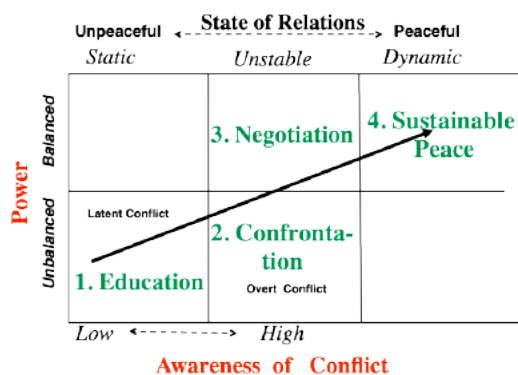 State of Relations
Unpeaceful Peaceful
Static Unstable Dynamic
Power
Balanced
Unbalanced
3. Negotiation
4. Sustainable
Peace
Latent Conflict
1. Education
2. Confronta-
tion
Overt Conflict
Low High
Awareness of Conflict